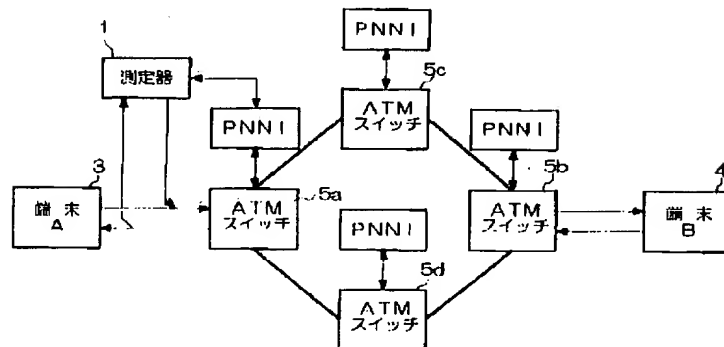 1
測定器
PNNI
3
端末
A
PNNI
5c
ATM
スイッチ
5a
ATM
スイッチ
PNNI
5b
ATM
スイッチ
4
端末
B
PNNI
5d
ATM
スイッチ